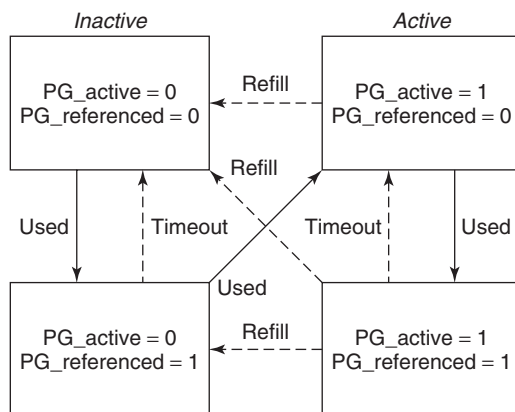 Inactive
Active
PG_active = 0
PG_referenced = 0
Refill
PG_active = 1
PG_referenced = 0
Refill
Used
Timeout
Timeout
Used
Used
PG_active = 0
PG_referenced = 1
Refill
PG_active = 1
PG_referenced = 1